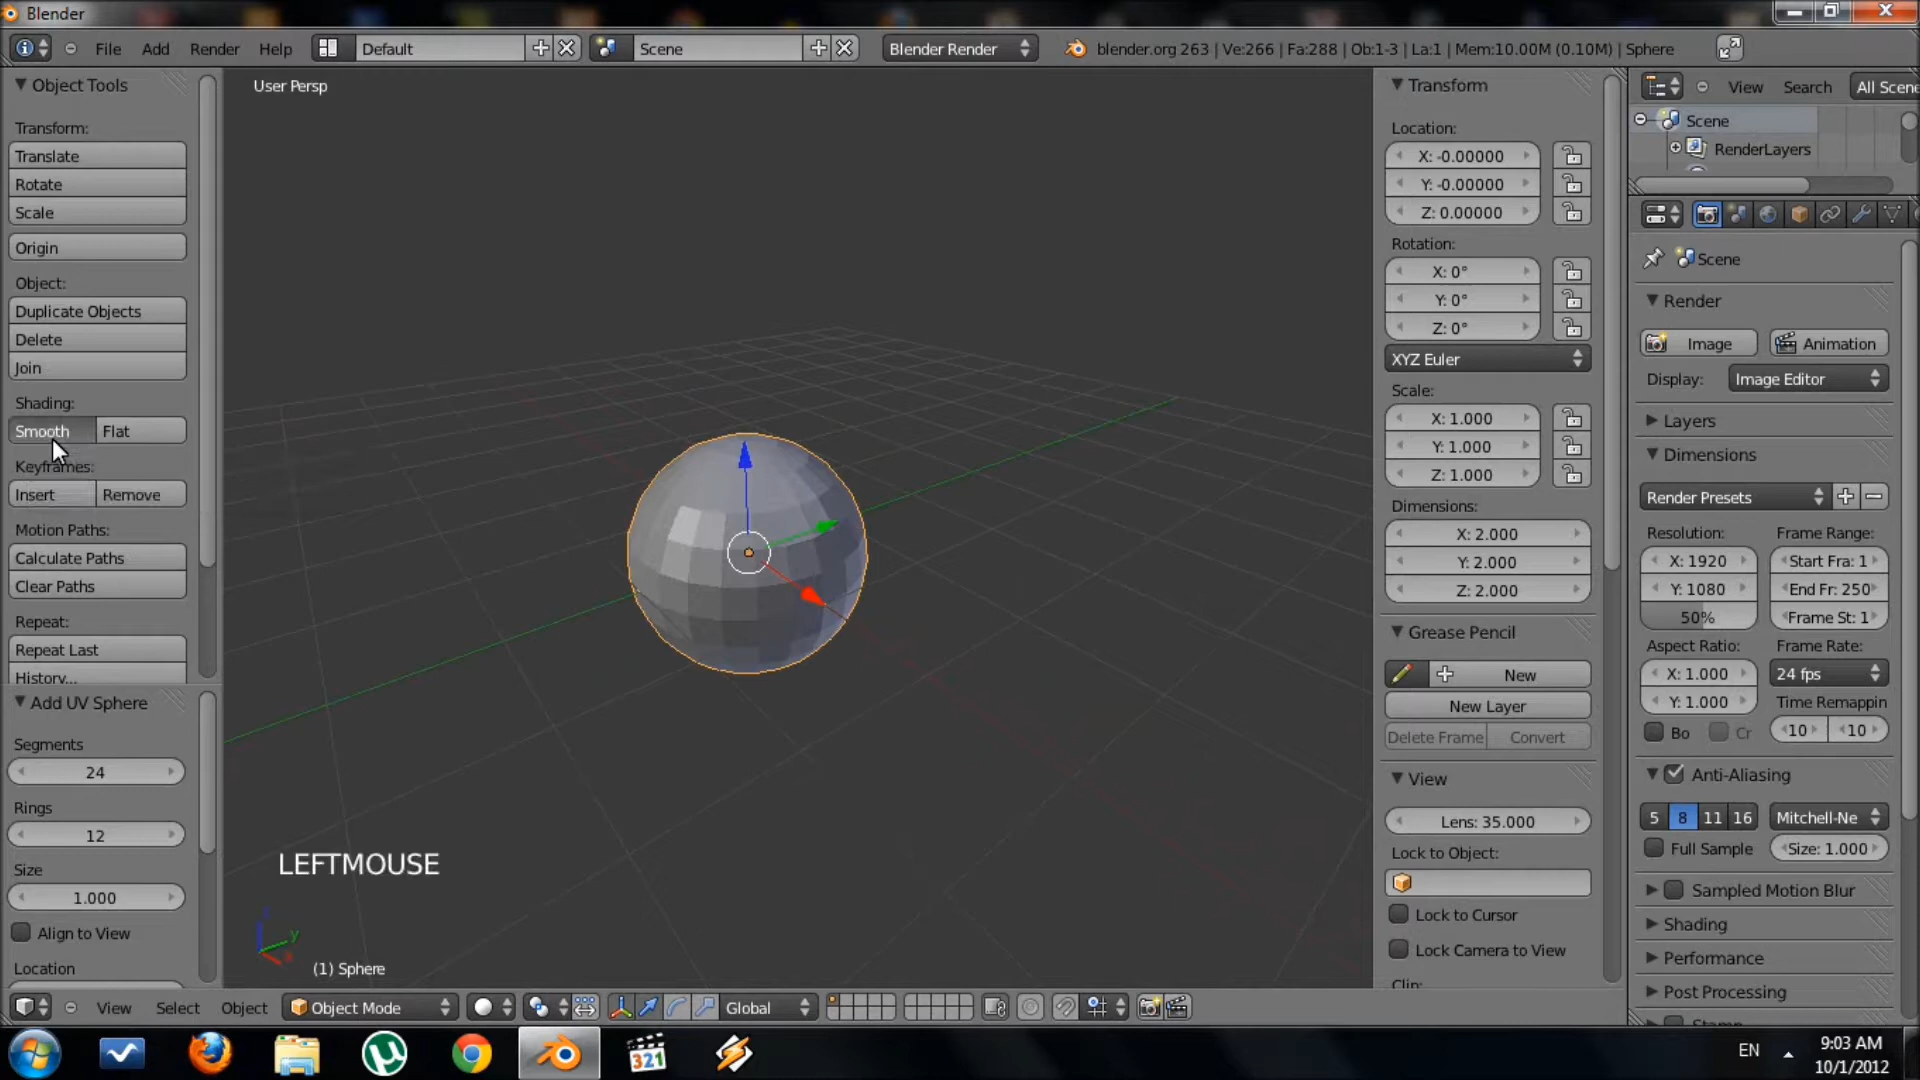 Blender
File Add Render Help Default Scene Blender Render blender.org 263 | Ve:266 | Fa:288 | Ob:1-3 | La:1 | Mem:10.00M (0.10M) | Sphere
Object Tools
Transform:
Translate
Rotate
Scale
Origin
Object:
Duplicate Objects
Delete
Join
Shading:
Smooth Flat
Keyframes:
Insert Remove
Motion Paths:
Calculate Paths
Clear Paths
Repeat:
Repeat Last
History...
Add UV Sphere
Segments
24
Rings
12
Size
1.000
Align to View
Location
User Persp
LEFTMOUSE
y
(1) Sphere
View Select Object Object Mode Global
Transform
Location:
X: -0.00000
Y: -0.00000
Z: 0.00000
Rotation:
X: 0°
Y: 0°
Z: 0°
XYZ Euler
Scale:
X: 1.000
Y: 1.000
Z: 1.000
Dimensions:
X: 2.000
Y: 2.000
Z: 2.000
Grease Pencil
New
New Layer
Delete Frame Convert
View
Lens: 35.000
Lock to Object:
Lock to Cursor
Lock Camera to View
Clip:
View Search All Scene
Scene
RenderLayers
Scene
Render
Image Animation
Display: Image Editor
Layers
Dimensions
Render Presets
Resolution: Frame Range:
X: 1920 Start Fra: 1
Y: 1080 End Fr: 250
50% Frame St: 1
Aspect Ratio: Frame Rate:
X: 1.000 24 fps
Y: 1.000 Time Remappin
Bo Cr 10 10
Anti-Aliasing
5 8 11 16 Mitchell-Ne
Full Sample Size: 1.000
Sampled Motion Blur
Shading
Performance
Post Processing
Stamp
321
EN
9:03 AM
10/1/2012